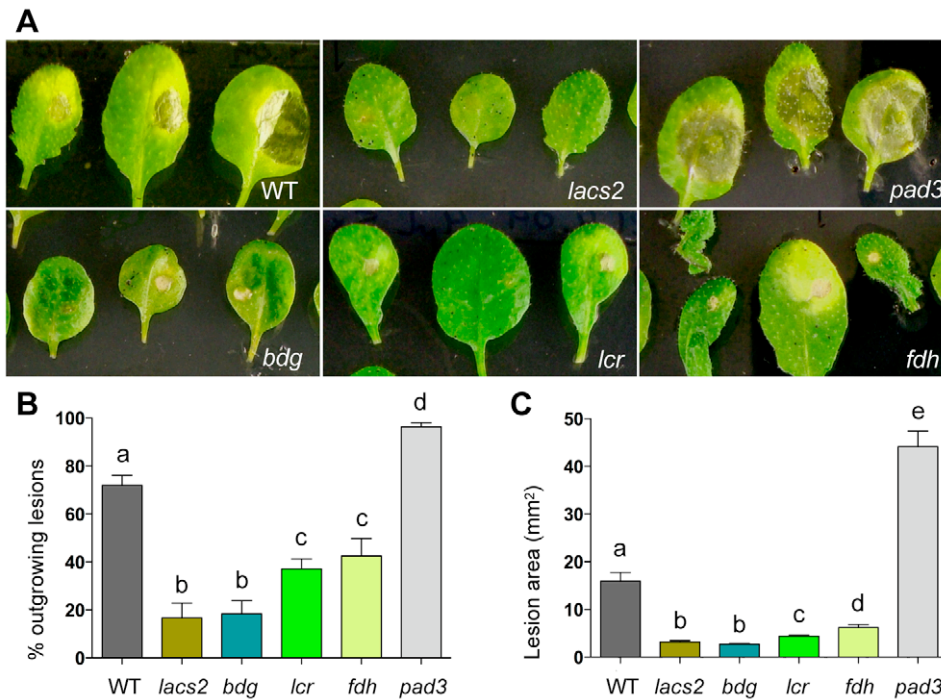 A
WT
lacs2
pad3
bdg
lcr
fdh
B
% outgrowing lesions
100
80
60
40
20
0
a
b
b
c
c
d
WT
lacs2
bdg
lcr
fdh
pad3
C
Lesion area (mm²)
50
40
30
20
10
0
a
b
b
c
d
e
WT
lacs2
bdg
lcr
fdh
pad3